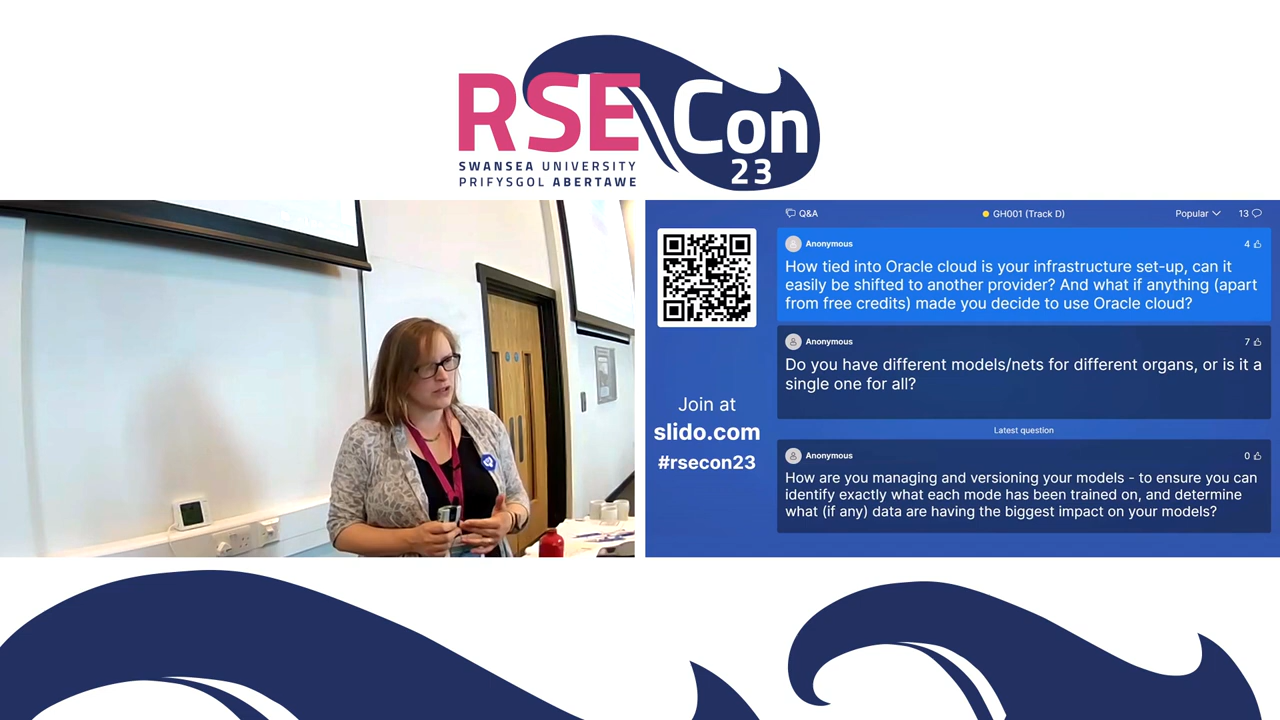 RSE Con
23
SWANSEA UNIVERSITY
PRIFYSGOL ABERTAWE
Q&A
GH001 (Track D)
Popular
13
Join at
slido.com
#rsecon23
Anonymous
4
How tied into Oracle cloud is your infrastructure set-up, can it
easily be shifted to another provider? And what if anything (apart
from free credits) made you decide to use Oracle cloud?
Anonymous
7
Do you have different models/nets for different organs, or is it a
single one for all?
Latest question
Anonymous
0
How are you managing and versioning your models - to ensure you can
identify exactly what each mode has been trained on, and determine
what (if any) data are having the biggest impact on your models?